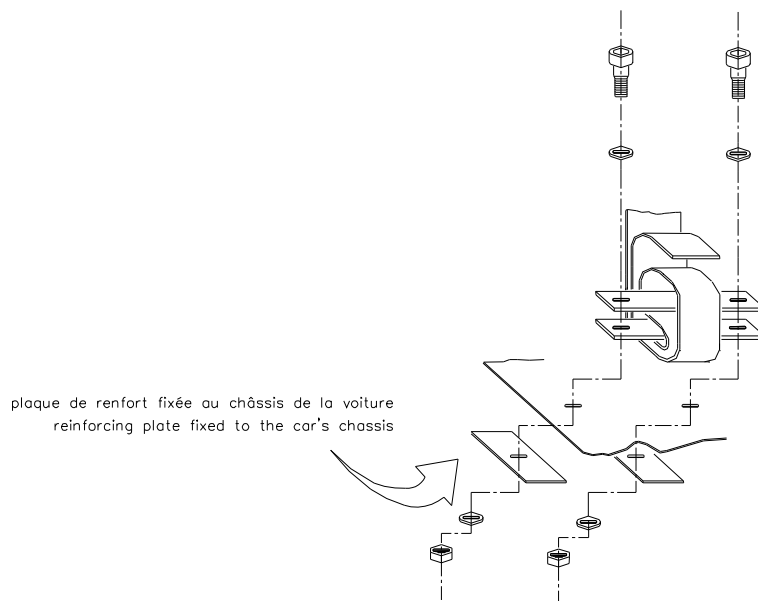 plaque de renfort fixée au châssis de la voiture
reinforcing plate fixed to the car's chassis